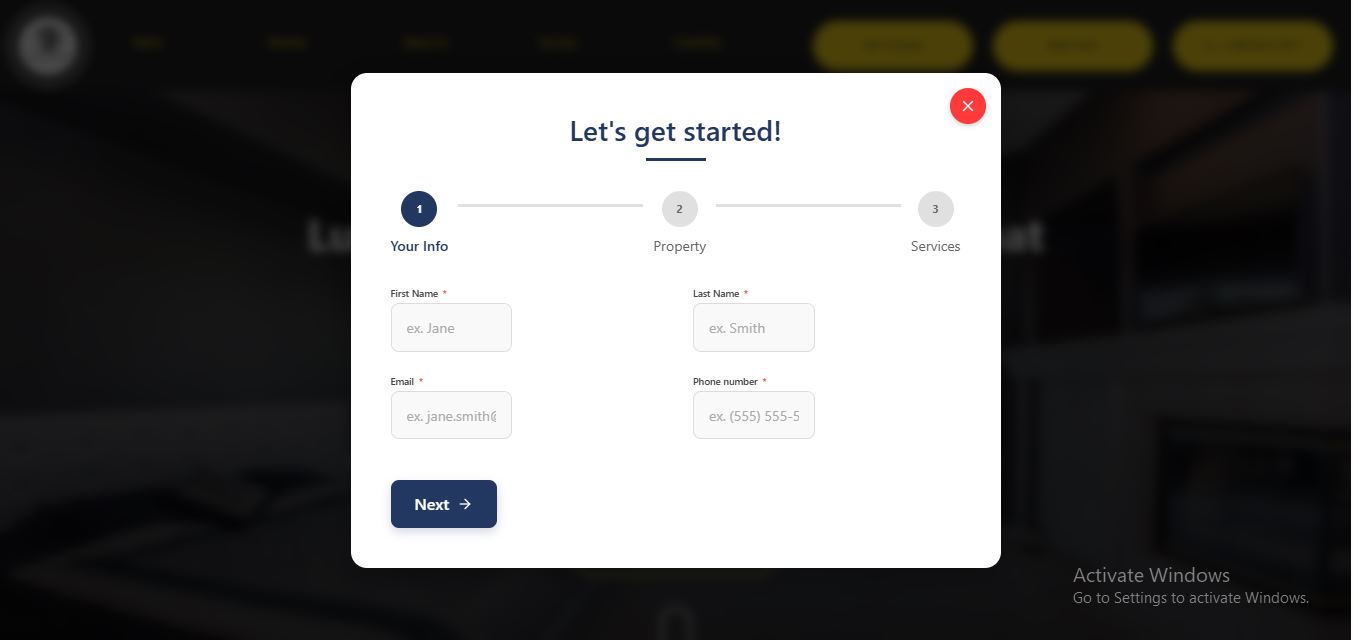 Let's get started!
1
2
3
Your Info
Property
Services
First Name *
Last Name *
ex. Jane
ex. Smith
Email *
Phone number *
ex. jane.smith@
ex. (555) 555-5
Next
Activate Windows
Go to Settings to activate Windows.